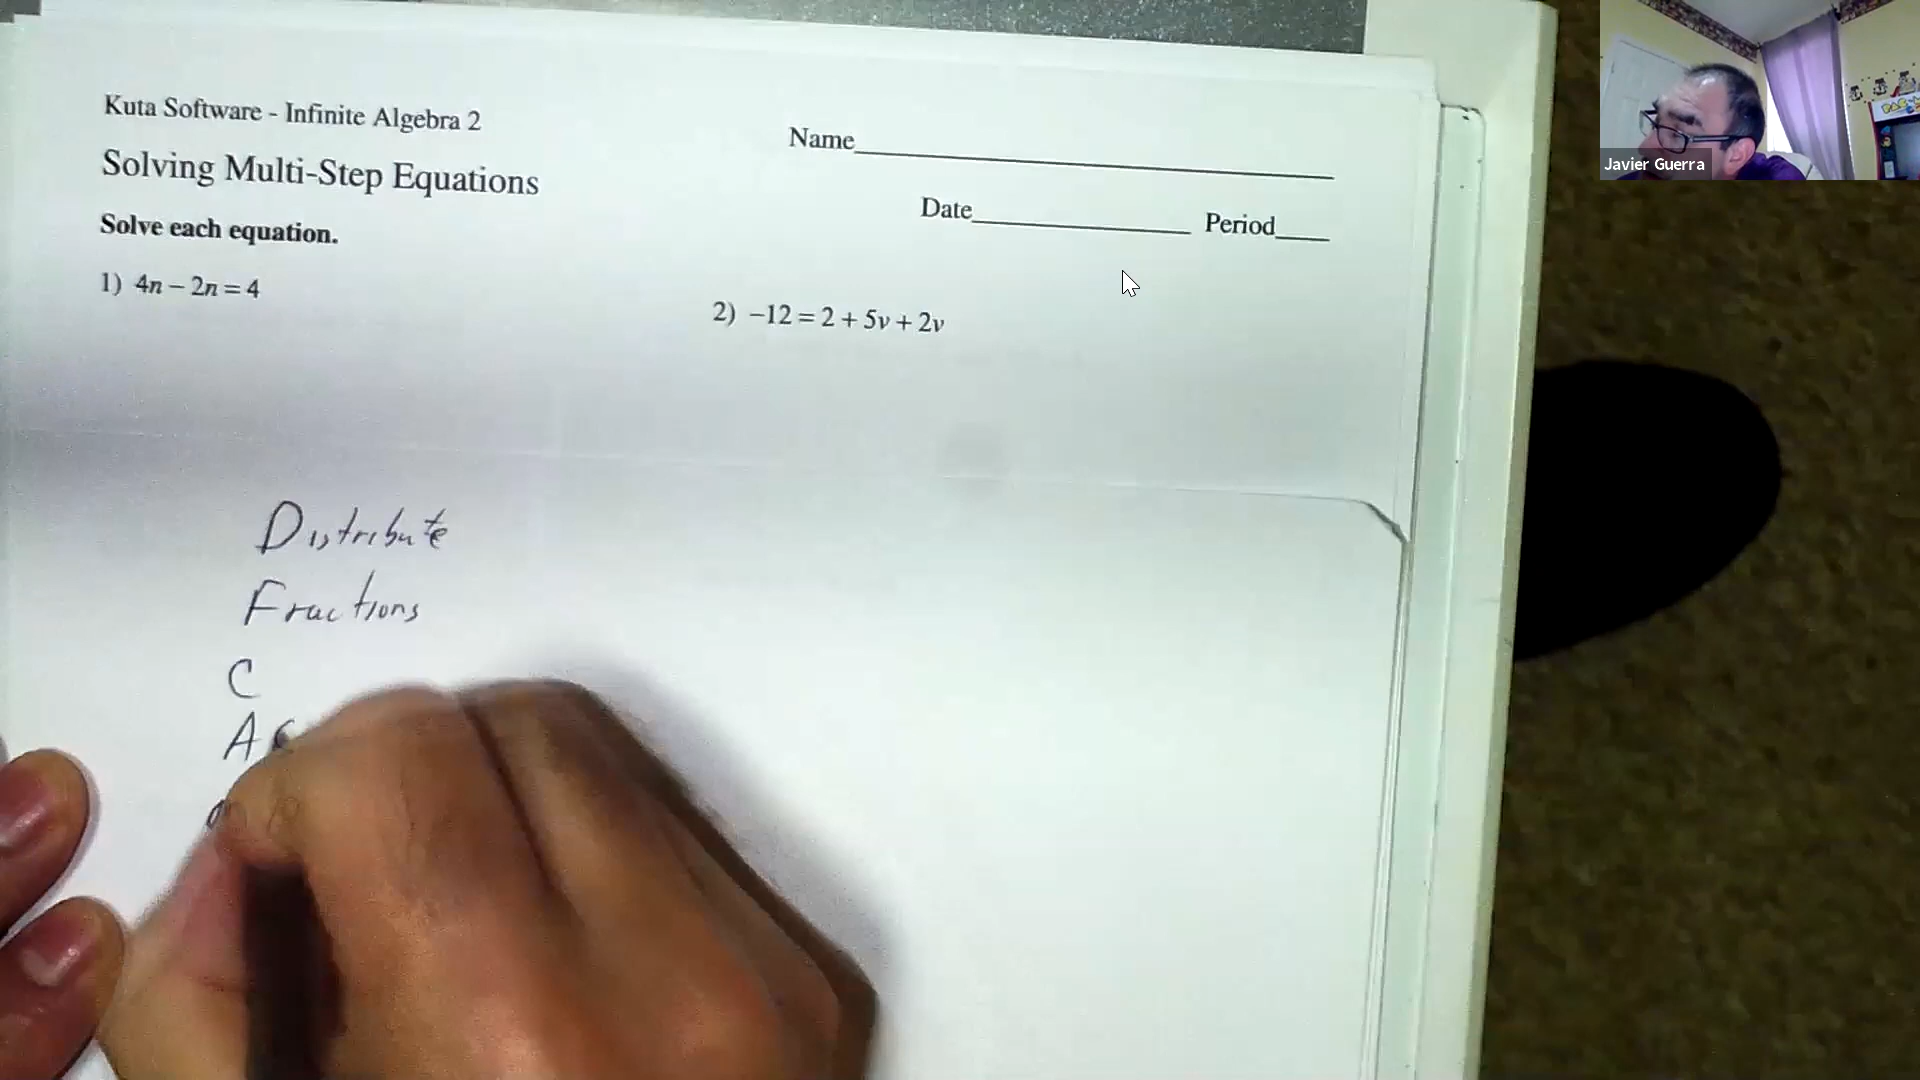 Kuta Software - Infinite Algebra 2
Name
Solving Multi-Step Equations
Date Period
Solve each equation.
1) 4n − 2n = 4
2) −12 = 2 + 5v + 2v
Distribute
Fractions
C
A
Javier Guerra